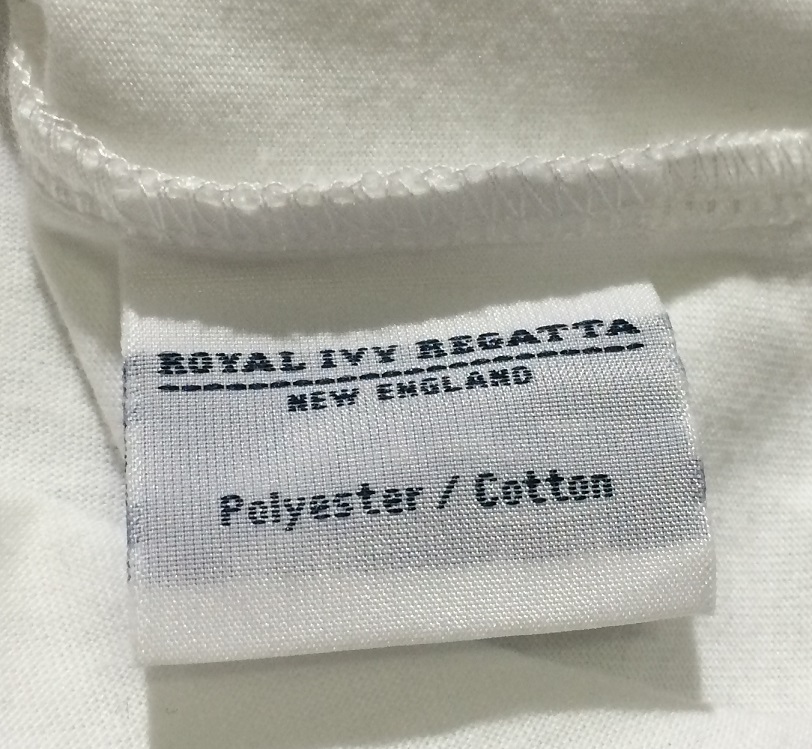 ROYAL IVY REGATTA
NEW ENGLAND
Polyester / Cotton